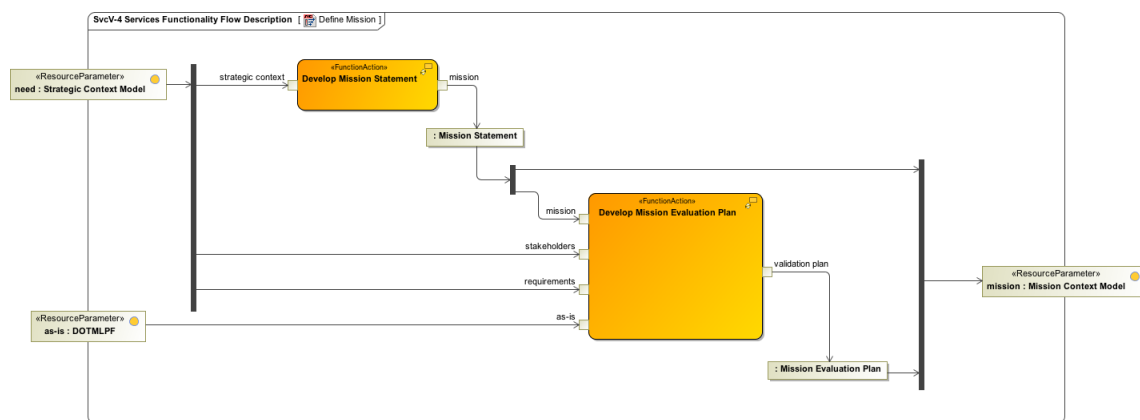 SvcV-4 Services Functionality Flow Description [ Define Mission ]
«ResourceParameter»
need : Strategic Context Model
strategic context
«FunctionAction»
Develop Mission Statement
mission
: Mission Statement
«FunctionAction»
Develop Mission Evaluation Plan
mission
stakeholders
requirements
as-is
validation plan
«ResourceParameter»
as-is : DOTMLPF
«ResourceParameter»
mission : Mission Context Model
: Mission Evaluation Plan